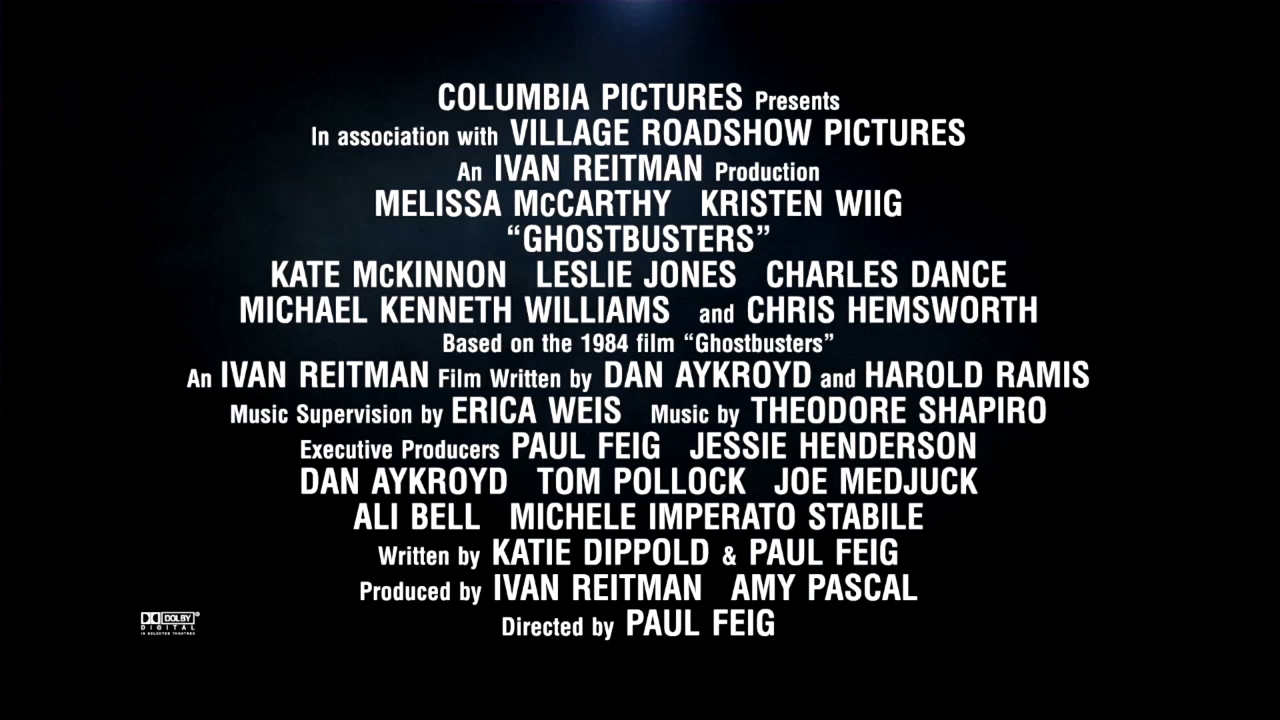 COLUMBIA PICTURES Presents
In association with VILLAGE ROADSHOW PICTURES
An IVAN REITMAN Production
MELISSA McCARTHY KRISTEN WIIG
“GHOSTBUSTERS”
KATE McKINNON LESLIE JONES CHARLES DANCE
MICHAEL KENNETH WILLIAMS and CHRIS HEMSWORTH
Based on the 1984 film “Ghostbusters”
An IVAN REITMAN Film Written by DAN AYKROYD and HAROLD RAMIS
Music Supervision by ERICA WEIS Music by THEODORE SHAPIRO
Executive Producers PAUL FEIG JESSIE HENDERSON
DAN AYKROYD TOM POLLOCK JOE MEDJUCK
ALI BELL MICHELE IMPERATO STABILE
Written by KATIE DIPPOLD & PAUL FEIG
Produced by IVAN REITMAN AMY PASCAL
Directed by PAUL FEIG
DOLBY®
DIGITAL
IN SELECTED THEATRES